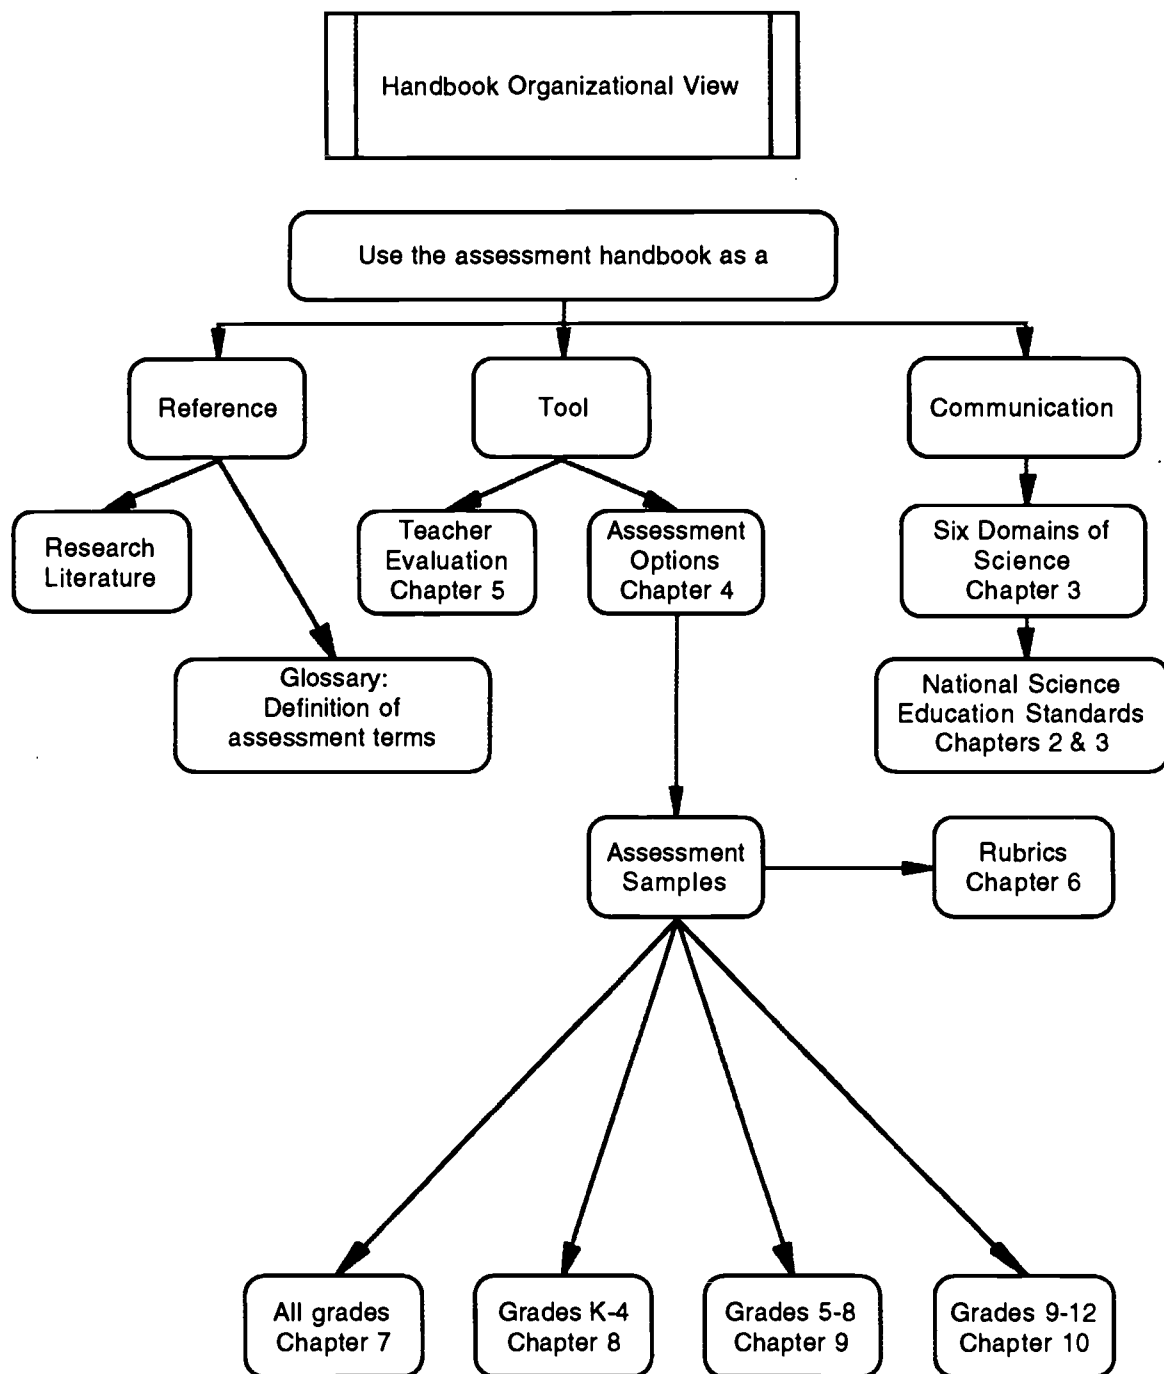 Handbook Organizational View
Use the assessment handbook as a
Reference
Tool
Communication
Research
Literature
Teacher
Evaluation
Chapter 5
Assessment
Options
Chapter 4
Six Domains of
Science
Chapter 3
Glossary:
Definition of
assessment terms
National Science
Education Standards
Chapters 2 & 3
Assessment
Samples
Rubrics
Chapter 6
All grades
Chapter 7
Grades K-4
Chapter 8
Grades 5-8
Chapter 9
Grades 9-12
Chapter 10